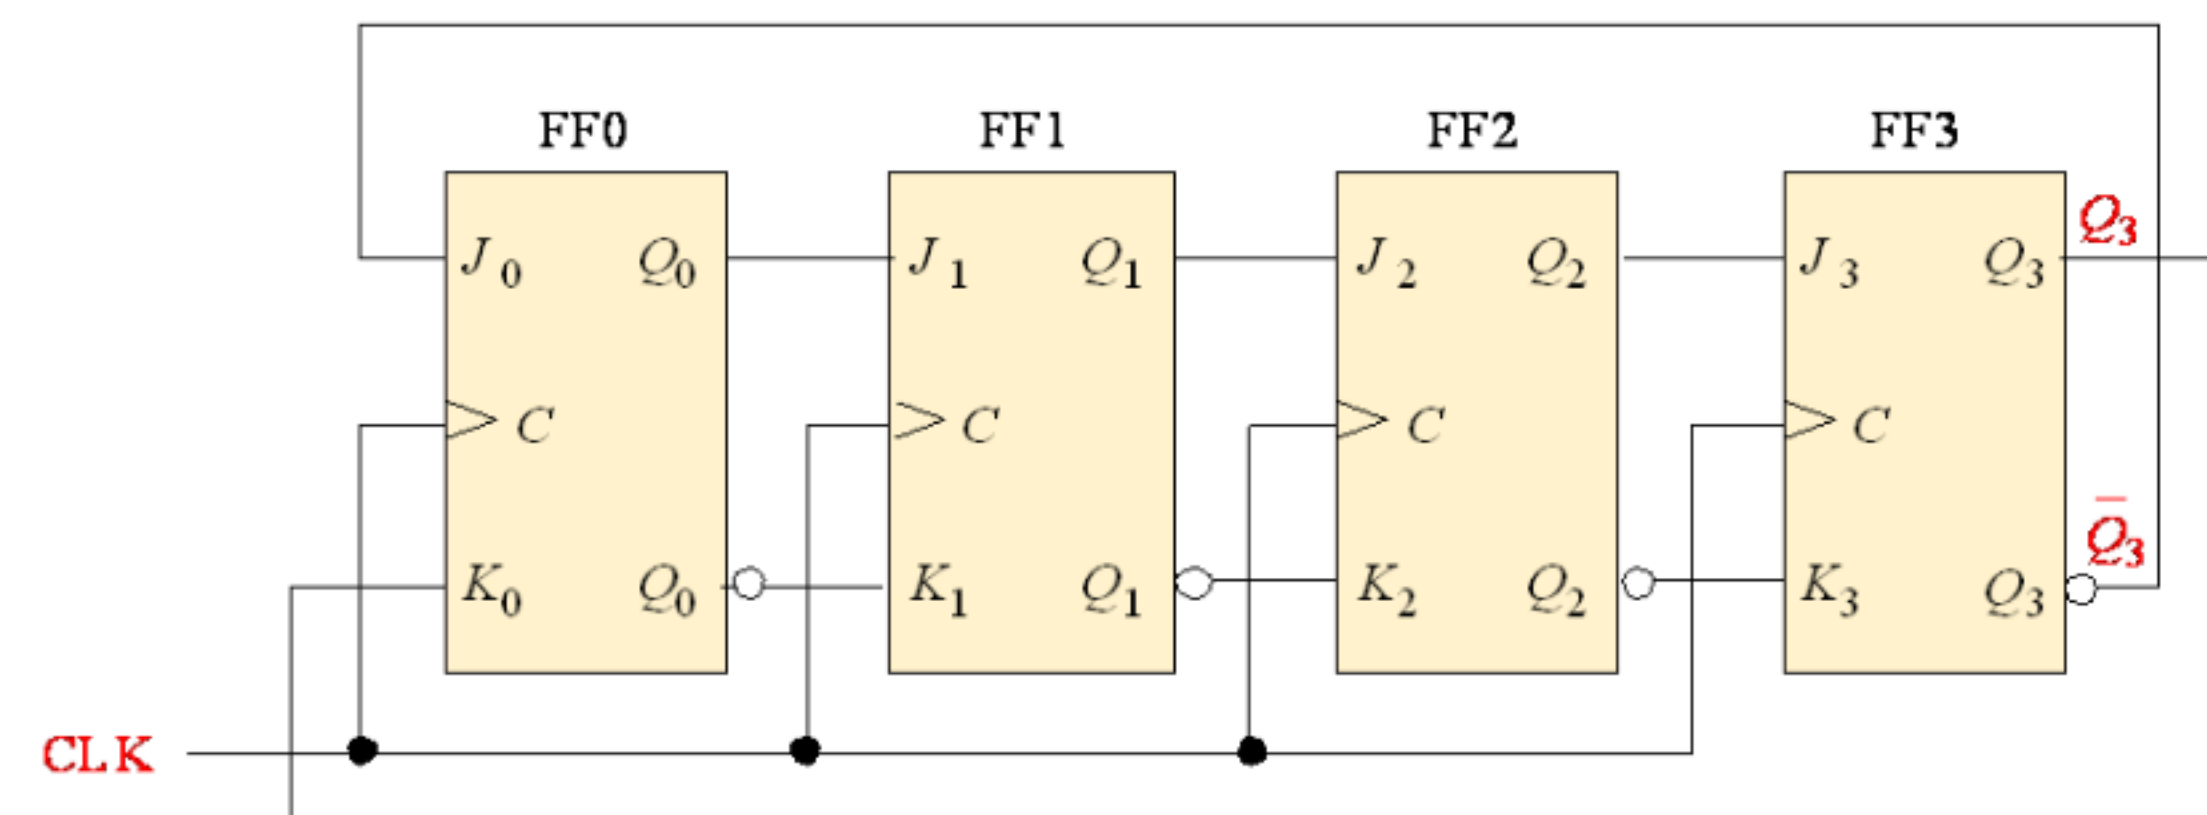 FF0 FF1 FF2 FF3
Q₃
J₀ Q₀ J₁ Q₁ J₂ Q₂ J₃ Q₃
C C C C
Q̅₃
K₀ Q₀ K₁ Q₁ K₂ Q₂ K₃ Q₃
CLK